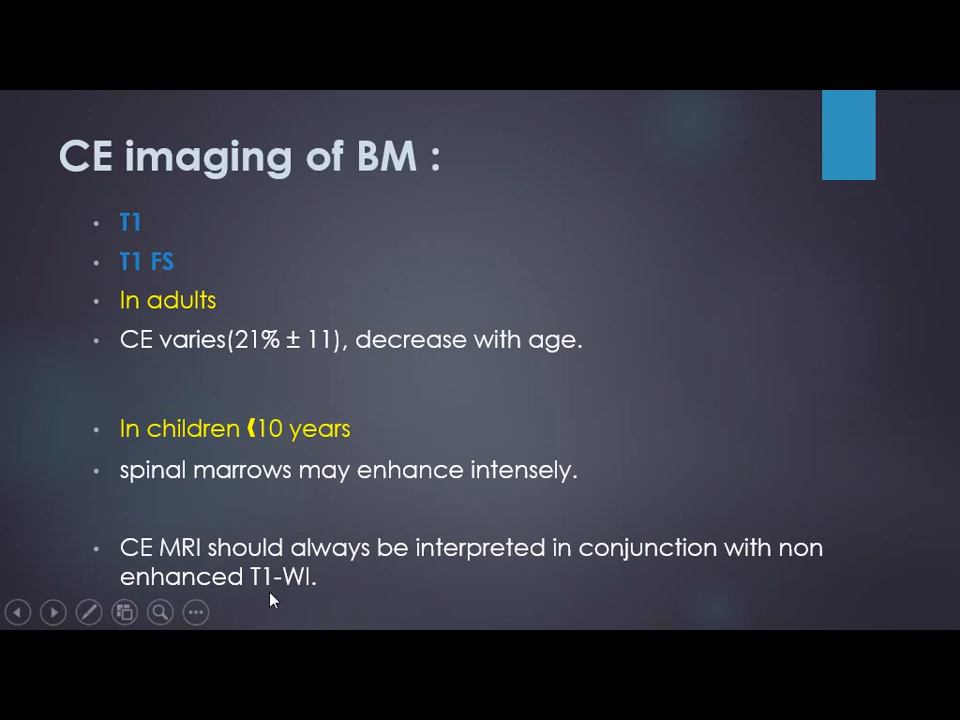 CE imaging of BM :
T1
T1 FS
In adults
CE varies(21% ± 11), decrease with age.
In children ⟨10 years
spinal marrows may enhance intensely.
CE MRI should always be interpreted in conjunction with non
enhanced T1-WI.